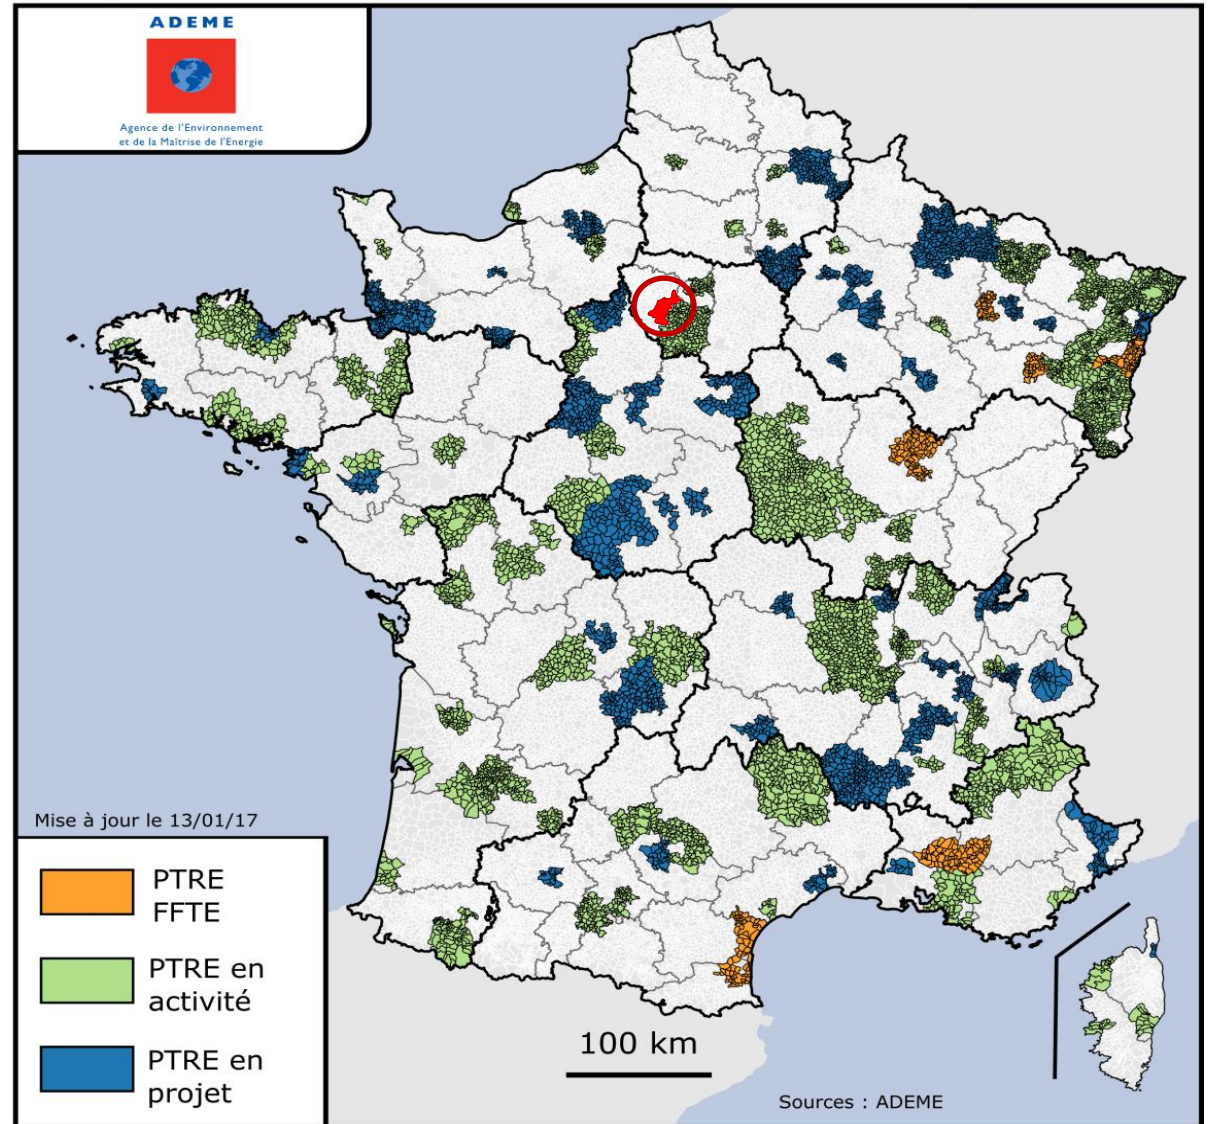 ADEME
Agence de l'Environnement
et de la Maîtrise de l'Energie
Mise à jour le 13/01/17
PTRE
FFTE
PTRE en
activité
PTRE en
projet
100 km
Sources : ADEME